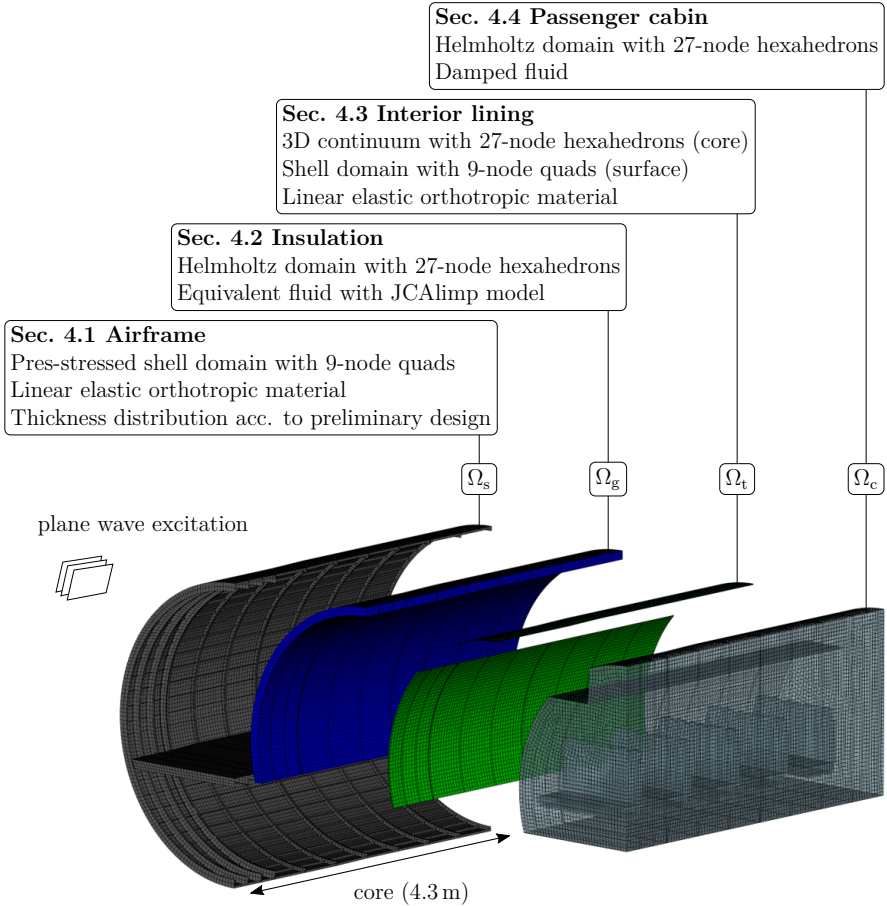 Sec. 4.4 Passenger cabin
Helmholtz domain with 27-node hexahedrons
Damped fluid
Sec. 4.3 Interior lining
3D continuum with 27-node hexahedrons (core)
Shell domain with 9-node quads (surface)
Linear elastic orthotropic material
Sec. 4.2 Insulation
Helmholtz domain with 27-node hexahedrons
Equivalent fluid with JCAlimp model
Sec. 4.1 Airframe
Pres-stressed shell domain with 9-node quads
Linear elastic orthotropic material
Thickness distribution acc. to preliminary design
Ωs Ωg Ωt Ωc
plane wave excitation
core (4.3 m)